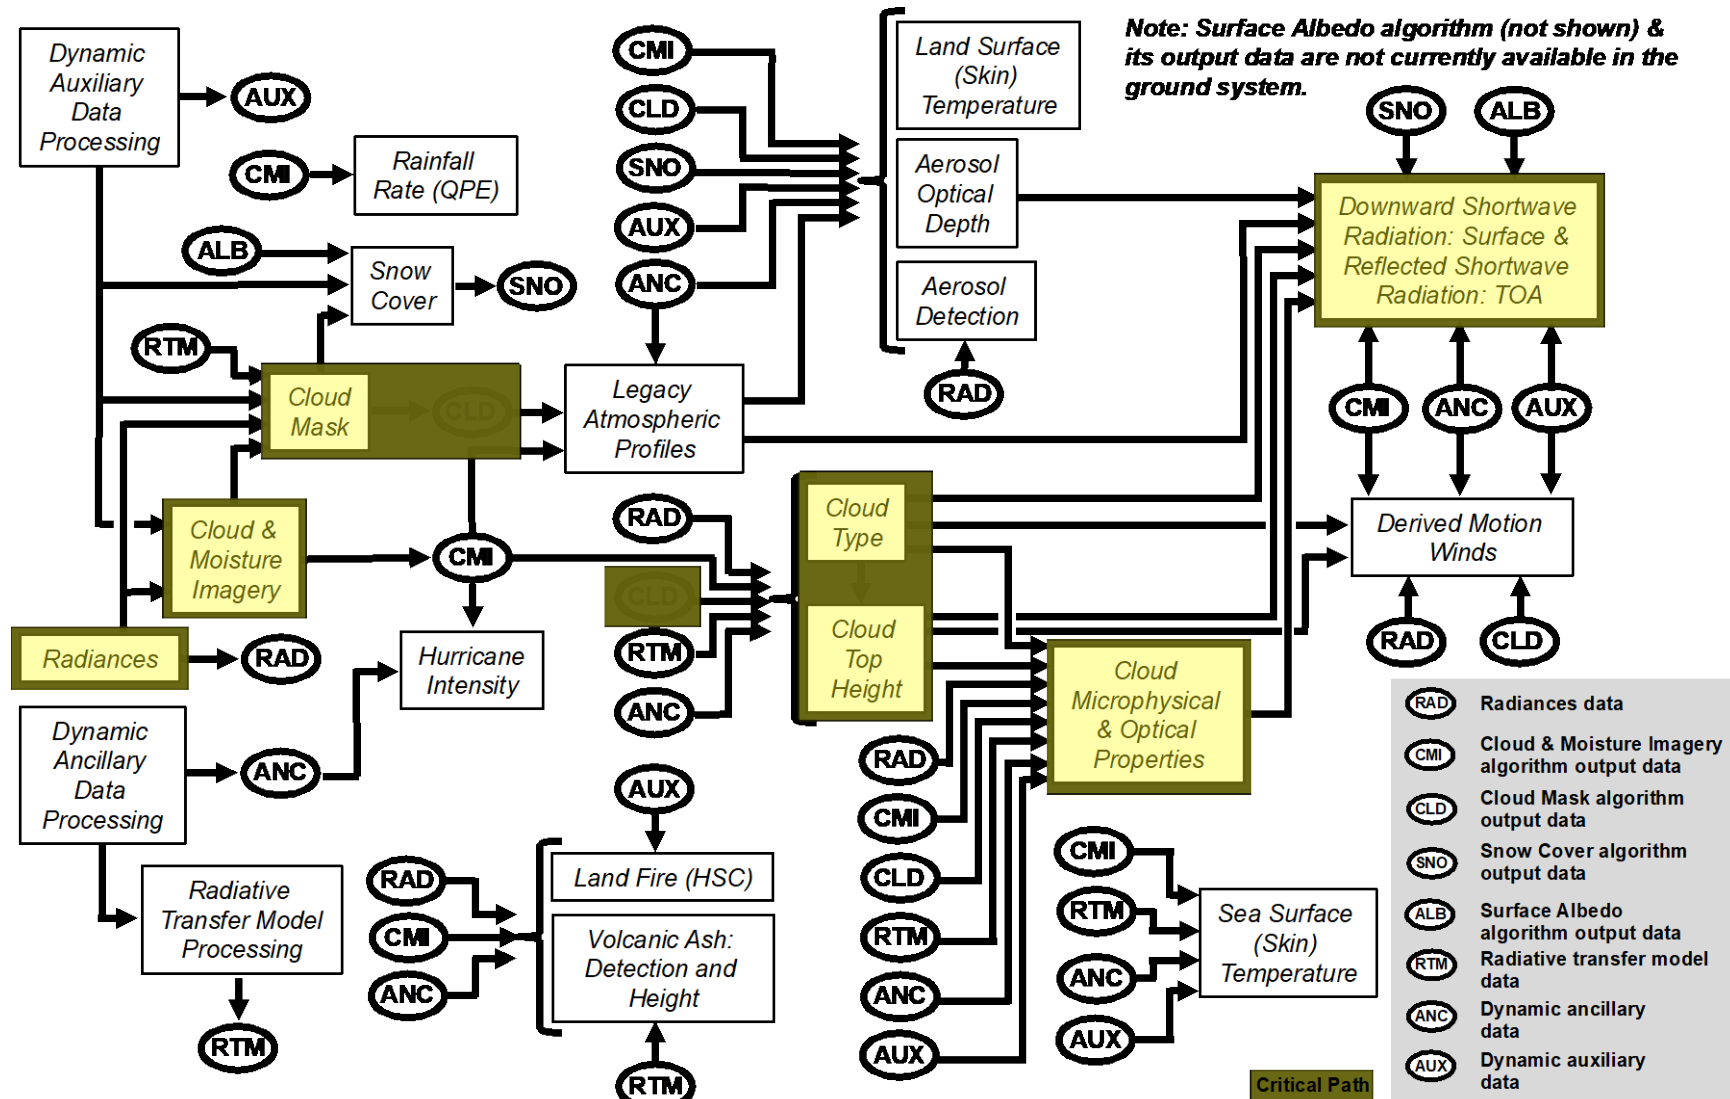 Note: Surface Albedo algorithm (not shown) &
its output data are not currently available in the
ground system.
Dynamic
Auxiliary
Data
Processing
AUX
CMI
Rainfall
Rate (QPE)
ALB
Snow
Cover
SNO
RTM
Cloud
Mask
CLD
Cloud &
Moisture
Imagery
CMI
Radiances
RAD
Hurricane
Intensity
Dynamic
Ancillary
Data
Processing
ANC
Radiative
Transfer Model
Processing
RTM
CMI
CLD
SNO
AUX
ANC
Legacy
Atmospheric
Profiles
Land Surface
(Skin)
Temperature
Aerosol
Optical
Depth
Aerosol
Detection
RAD
RAD
CLD
RTM
ANC
Cloud
Type
Cloud
Top
Height
AUX
RAD
CMI
ANC
Land Fire (HSC)
Volcanic Ash:
Detection and
Height
RTM
RAD
CMI
CLD
RTM
ANC
AUX
Cloud
Microphysical
& Optical
Properties
CMI
RTM
ANC
AUX
Sea Surface
(Skin)
Temperature
SNO
ALB
Downward Shortwave
Radiation: Surface &
Reflected Shortwave
Radiation: TOA
CMI
ANC
AUX
Derived Motion
Winds
RAD
CLD
RAD
Radiances data
CMI
Cloud & Moisture Imagery
algorithm output data
CLD
Cloud Mask algorithm
output data
SNO
Snow Cover algorithm
output data
ALB
Surface Albedo
algorithm output data
RTM
Radiative transfer model
data
ANC
Dynamic ancillary
data
AUX
Dynamic auxiliary
data
Critical Path